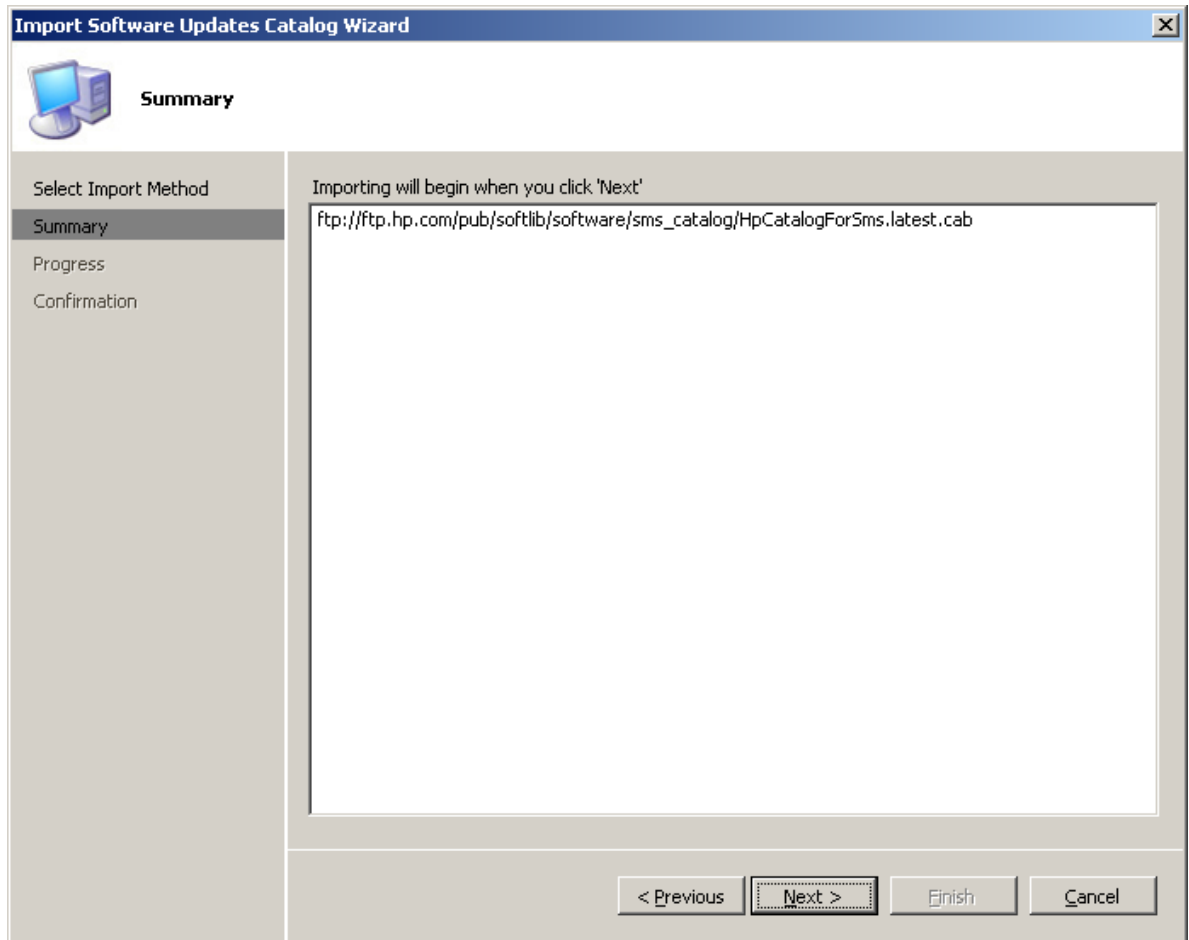 Import Software Updates Catalog Wizard
Summary
Select Import Method
Summary
Progress
Confirmation
Importing will begin when you click 'Next'
ftp://ftp.hp.com/pub/softlib/software/sms_catalog/HpCatalogForSms.latest.cab
< Previous Next > Finish Cancel